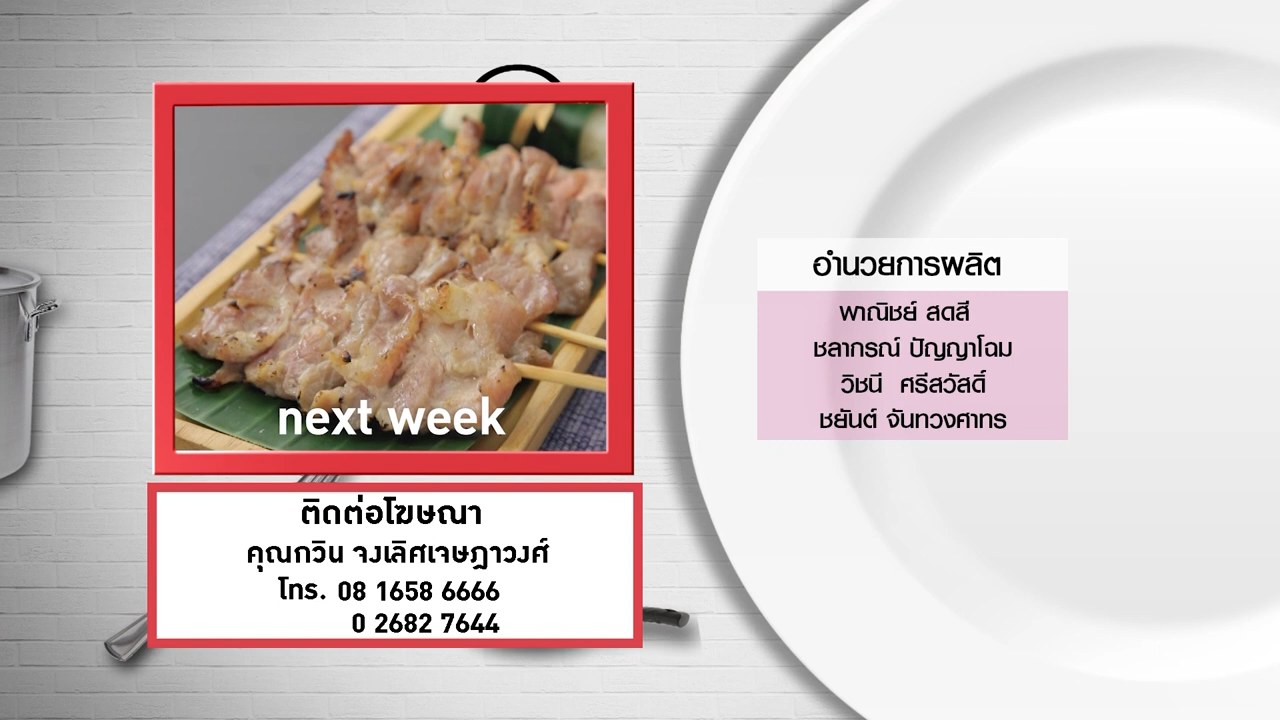 next week
ติดต่อโฆษณา
คุณกวิน จงเลิศเจษฎาวงศ์
โทร. 08 1658 6666
0 2682 7644
อำนวยการผลิต
พาณิชย์ สดสี
ชลากรณ์ ปัญญาโฉม
วิชนี ศรีสวัสดิ์
ชยันต์ จันทวงศาทร